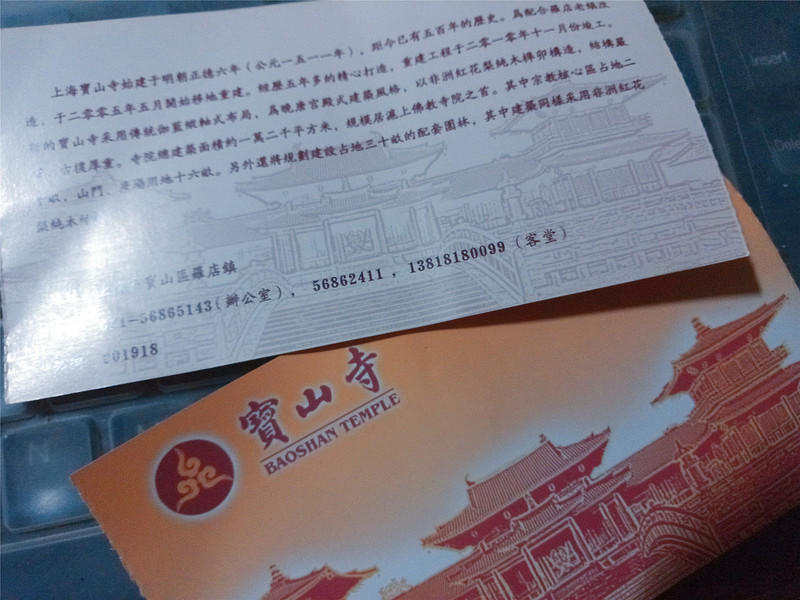 上海寶山寺始建于明朝正德六年（公元一五一一年），距今已有五百年的歷史。爲配合羅店老鎮改
造，于二零零五年五月開始移地重建。經歷五年多的精心打造，重建工程于二零一零年十一月份竣工。
的寶山寺采用傳統伽藍縱軸式布局，爲晚唐宫殿式建築風格，以非洲紅花梨純木榫卯構造，結構嚴
古樸厚重。寺院總建築面積約一萬二千平方米，規模居滬上佛教寺院之首。其中宗教核心區占地二
畝，山門、用地十六畝。另外還將規劃建設占地三十畝的配套園林，其中建築同樣采用非洲紅花
梨純木
寶山區羅店鎮
1-56865143(辦公室)，56862411，13818180099（客堂）
201918
寶山寺
BAOSHAN TEMPLE
Insert
N